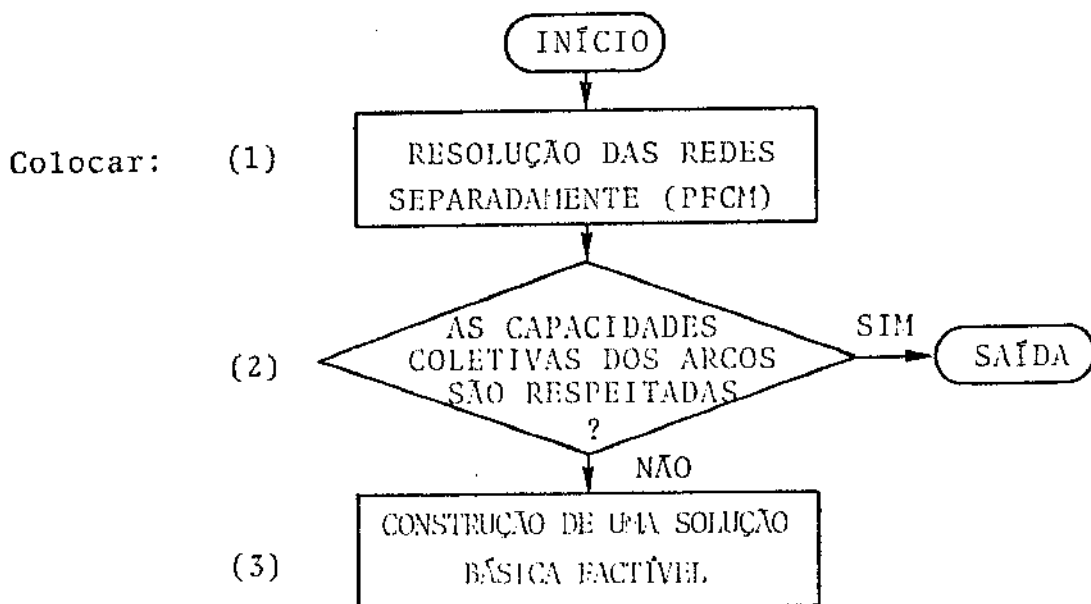 INÍCIO
Colocar: (1) RESOLUÇÃO DAS REDES
SEPARADAMENTE (PFCM)
(2) AS CAPACIDADES
COLETIVAS DOS ARCOS
SÃO RESPEITADAS
?
SIM
SAÍDA
NÃO
(3) CONSTRUÇÃO DE UMA SOLUÇÃO
BÁSICA FACTÍVEL